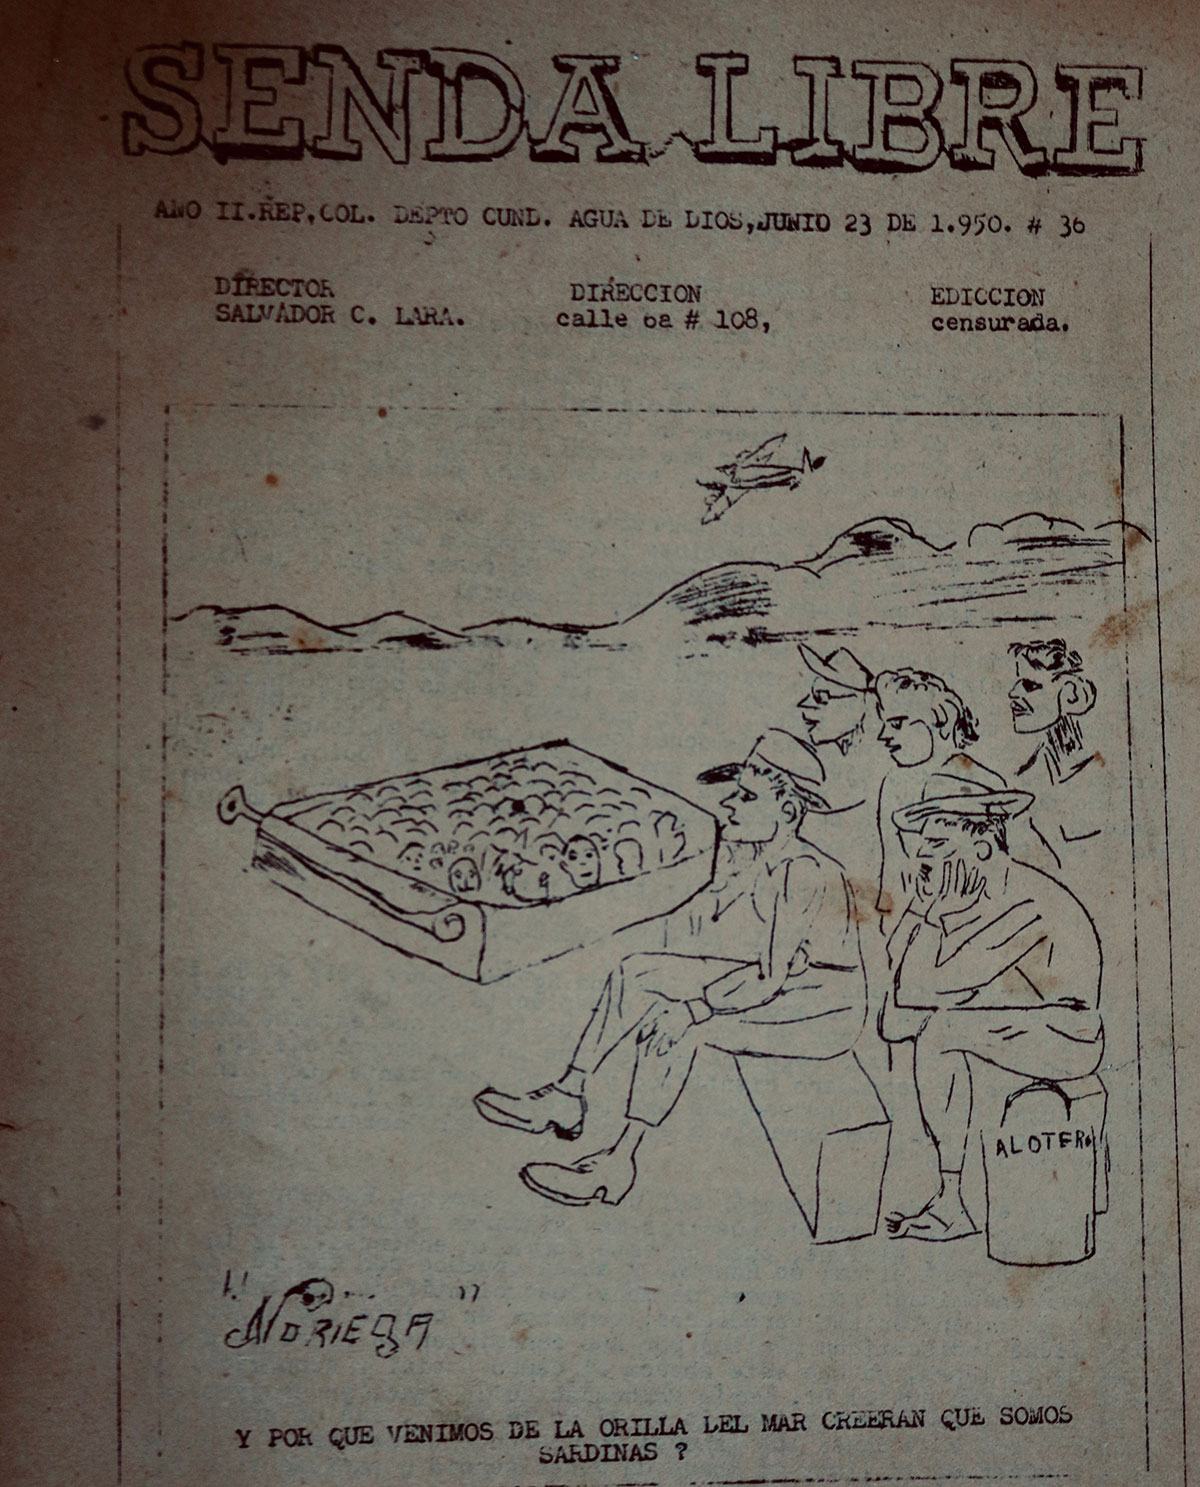 SENDA LIBRE
ANO II.REP.COL. DEPTO CUND. AGUA DE DIOS,JUNIO 23 DE 1.950. # 36
DIRECTOR DIRECCION EDICCION
SALVADOR C. LARA. calle 6a # 108, censurada.
ALOTERO
"NORIEGA"
Y POR QUE VENIMOS DE LA ORILLA LEL MAR CREERAN QUE SOMOS
SARDINAS ?